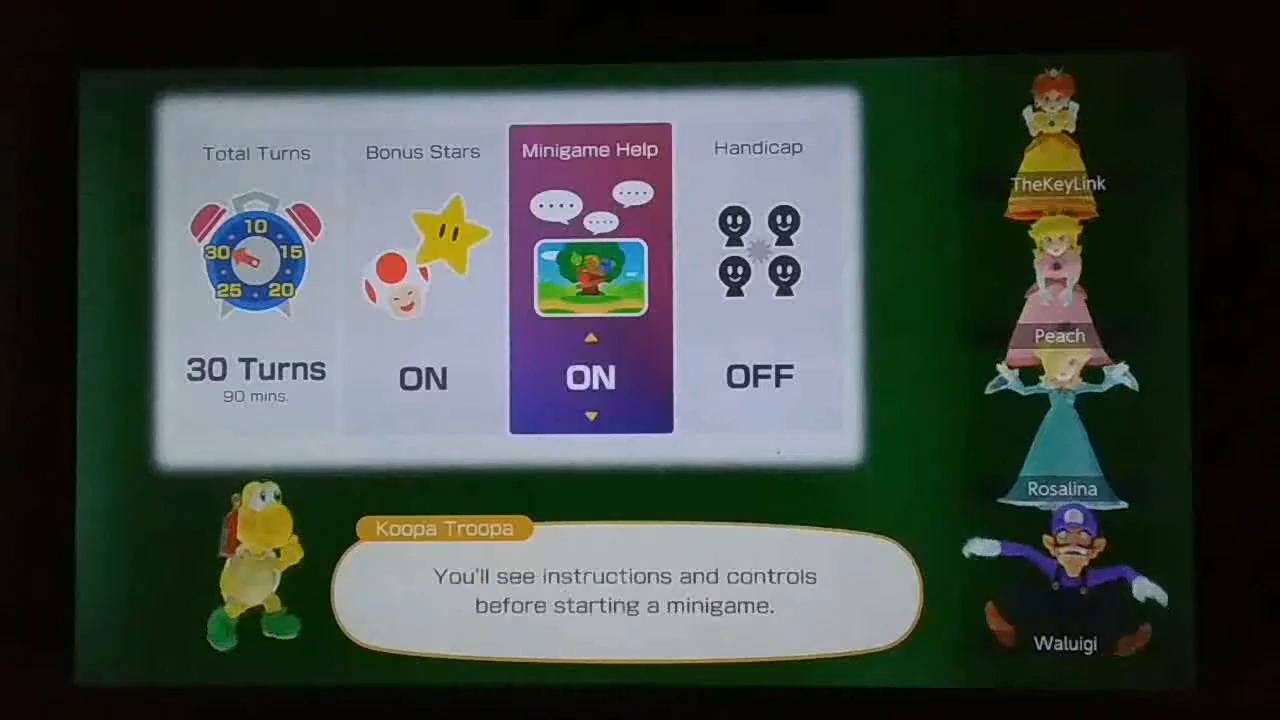 Total Turns
10
30 15
25 20
30 Turns
90 mins.
Bonus Stars
ON
Minigame Help
ON
Handicap
OFF
TheKeyLink
Peach
Rosalina
Waluigi
Koopa Troopa
You'll see instructions and controls
before starting a minigame.